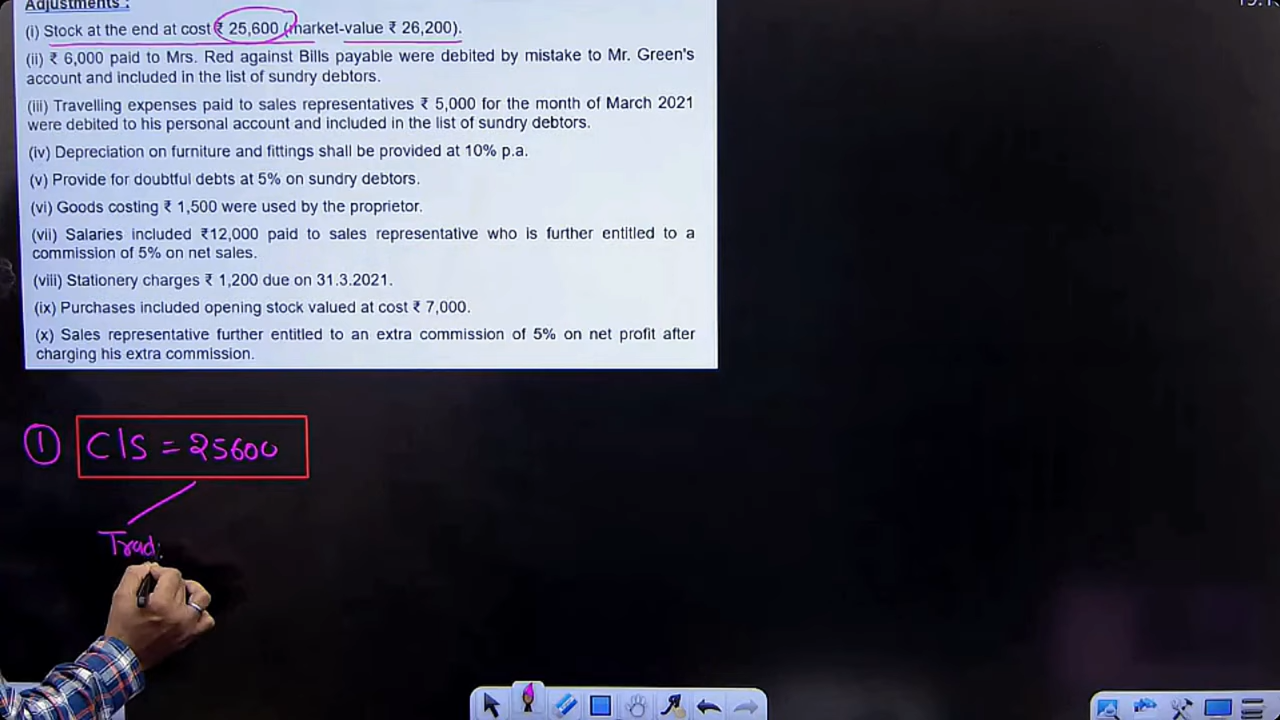 Adjustments :
(i) Stock at the end at cost ₹ 25,600 (market-value ₹ 26,200).
(ii) ₹ 6,000 paid to Mrs. Red against Bills payable were debited by mistake to Mr. Green's
account and included in the list of sundry debtors.
(iii) Travelling expenses paid to sales representatives ₹ 5,000 for the month of March 2021
were debited to his personal account and included in the list of sundry debtors.
(iv) Depreciation on furniture and fittings shall be provided at 10% p.a.
(v) Provide for doubtful debts at 5% on sundry debtors.
(vi) Goods costing ₹ 1,500 were used by the proprietor.
(vii) Salaries included ₹12,000 paid to sales representative who is further entitled to a
commission of 5% on net sales.
(viii) Stationery charges ₹ 1,200 due on 31.3.2021.
(ix) Purchases included opening stock valued at cost ₹ 7,000.
(x) Sales representative further entitled to an extra commission of 5% on net profit after
charging his extra commission.
① C/S = 25600
Trad